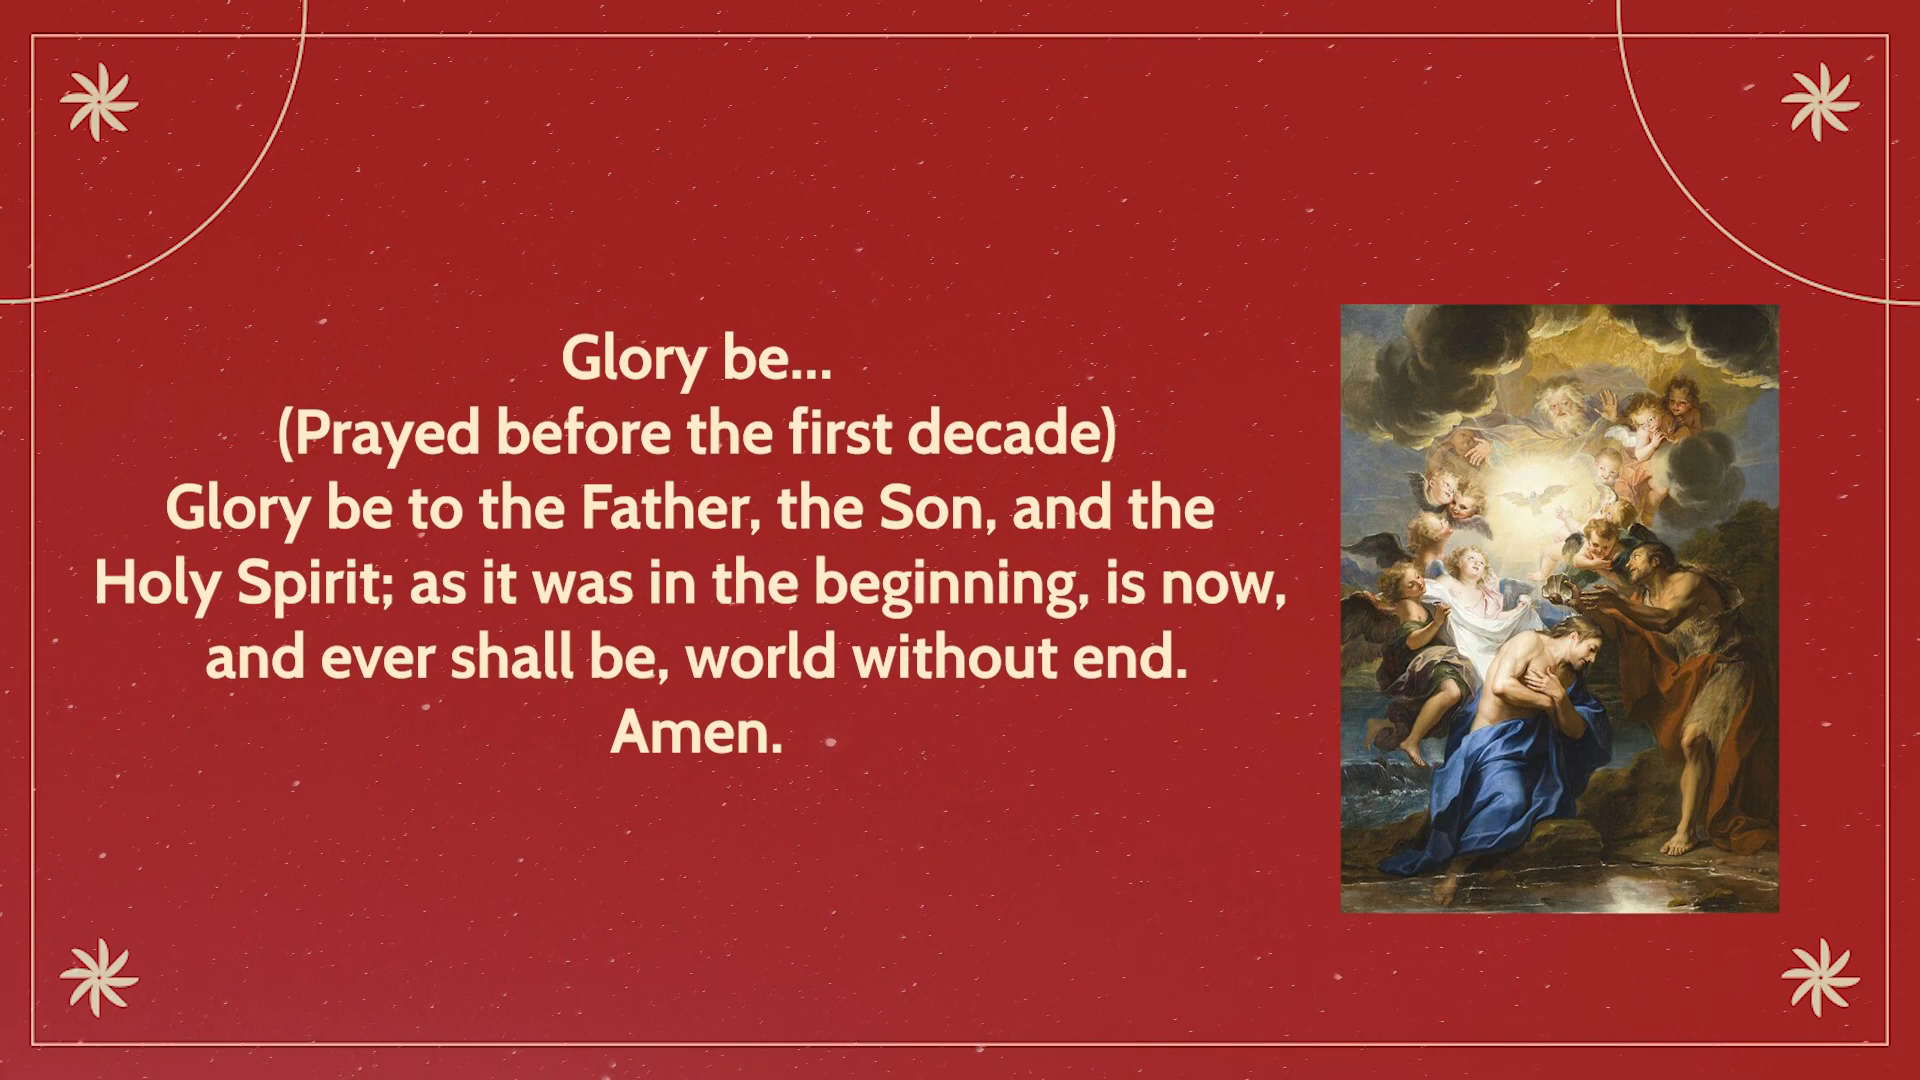 Glory be...
(Prayed before the first decade)
Glory be to the Father, the Son, and the
Holy Spirit; as it was in the beginning, is now,
and ever shall be, world without end.
Amen.